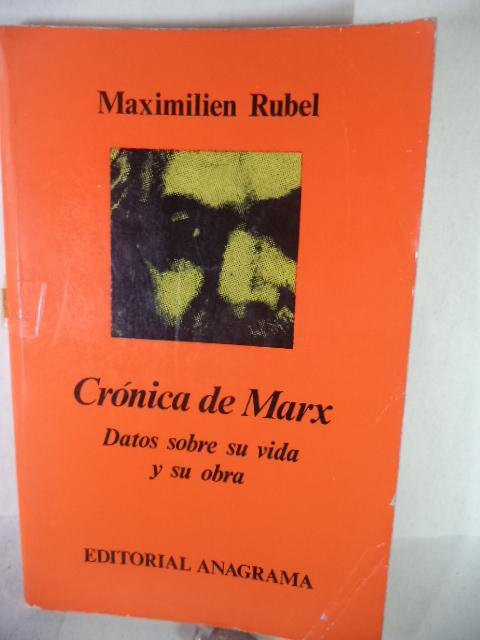 Maximilien Rubel
Crónica de Marx
Datos sobre su vida
y su obra
EDITORIAL ANAGRAMA